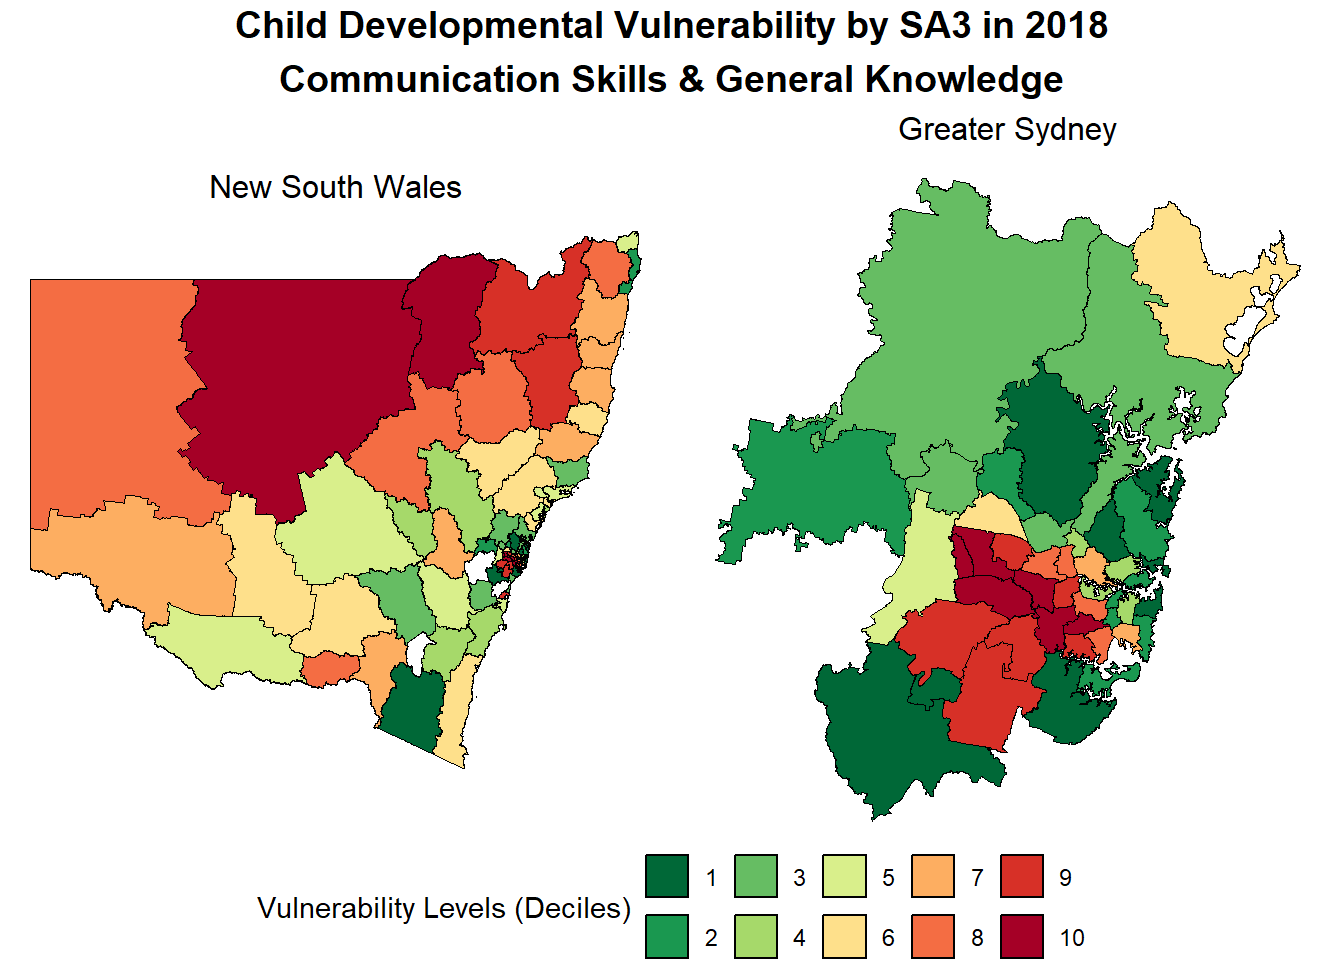 Child Developmental Vulnerability by SA3 in 2018
Communication Skills & General Knowledge
Greater Sydney
New South Wales
Vulnerability Levels (Deciles)
1 3 5 7 9
2 4 6 8 10